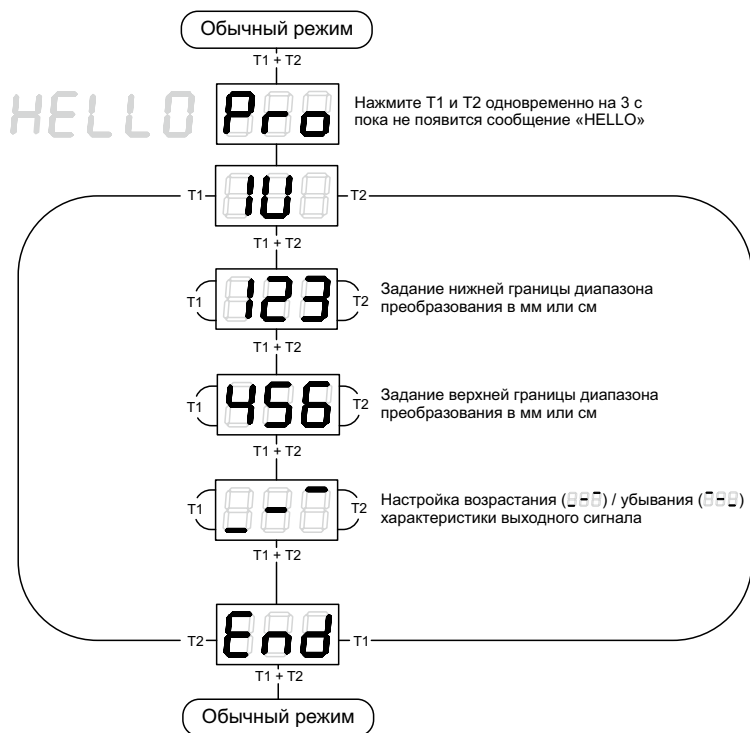 Обычный режим
T1 + T2
HELLO
Pro
Нажмите T1 и T2 одновременно на 3 с
пока не появится сообщение «HELLO»
T1
1U
T2
T1 + T2
T1
123
T2
Задание нижней границы диапазона
преобразования в мм или см
T1 + T2
T1
456
T2
Задание верхней границы диапазона
преобразования в мм или см
T1 + T2
T1
_-¯
T2
Настройка возрастания (_-¯) / убывания (¯-_)
характеристики выходного сигнала
T1 + T2
T2
End
T1
T1 + T2
Обычный режим